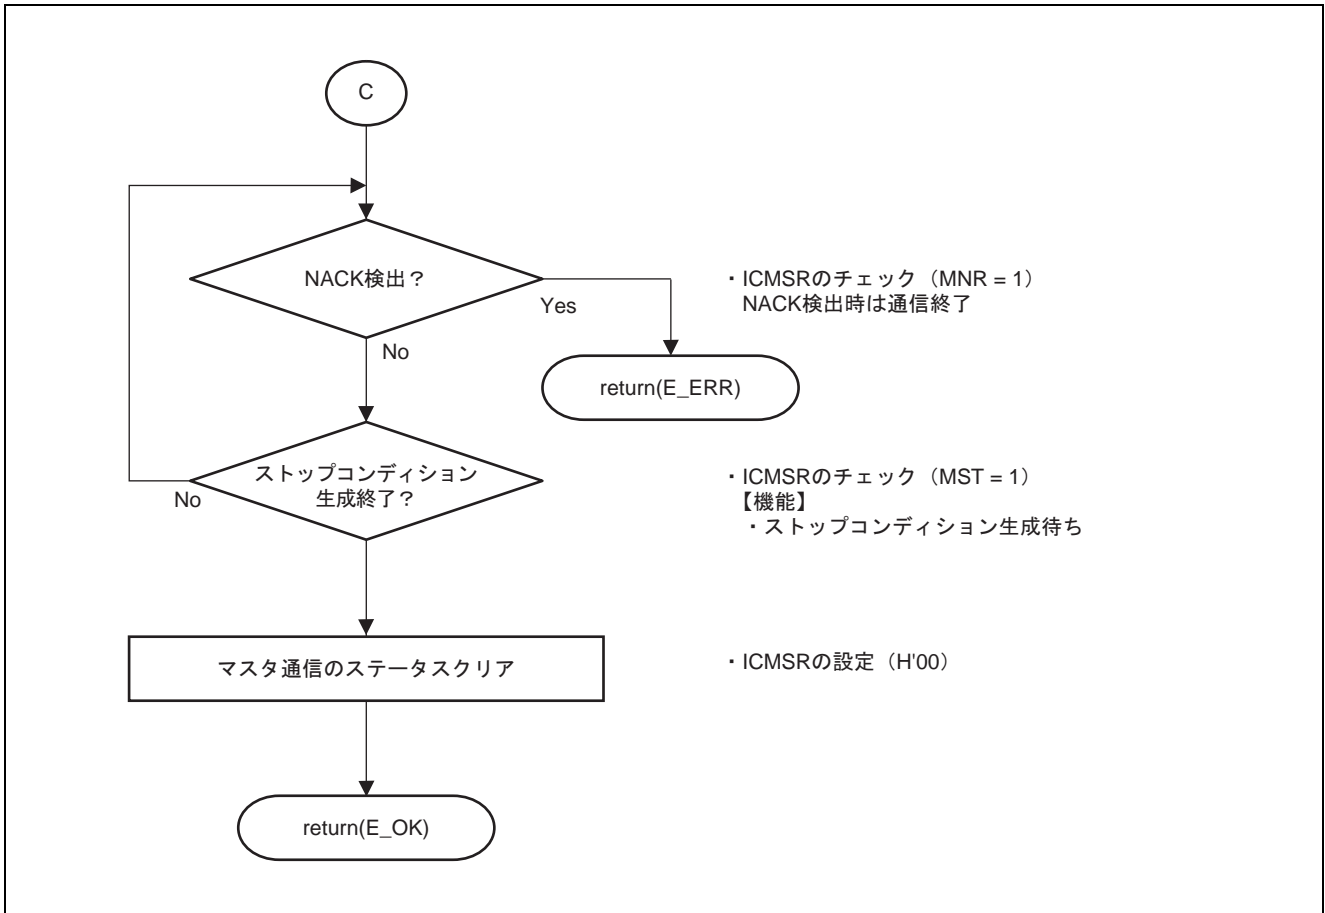 C
NACK検出？
Yes
No
・ICMSRのチェック（MNR = 1）
NACK検出時は通信終了
return(E_ERR)
ストップコンディション
生成終了？
No
・ICMSRのチェック（MST = 1）
【機能】
・ストップコンディション生成待ち
マスタ通信のステータスクリア
・ICMSRの設定（H'00）
return(E_OK)